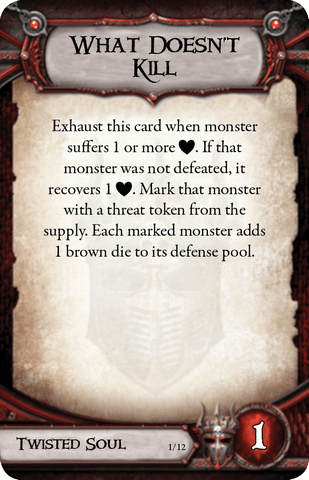 What Doesn't
Kill
Exhaust this card when monster
suffers 1 or more ♥. If that
monster was not defeated, it
recovers 1 ♥. Mark that monster
with a threat token from the
supply. Each marked monster adds
1 brown die to its defense pool.
Twisted Soul
1/12
1